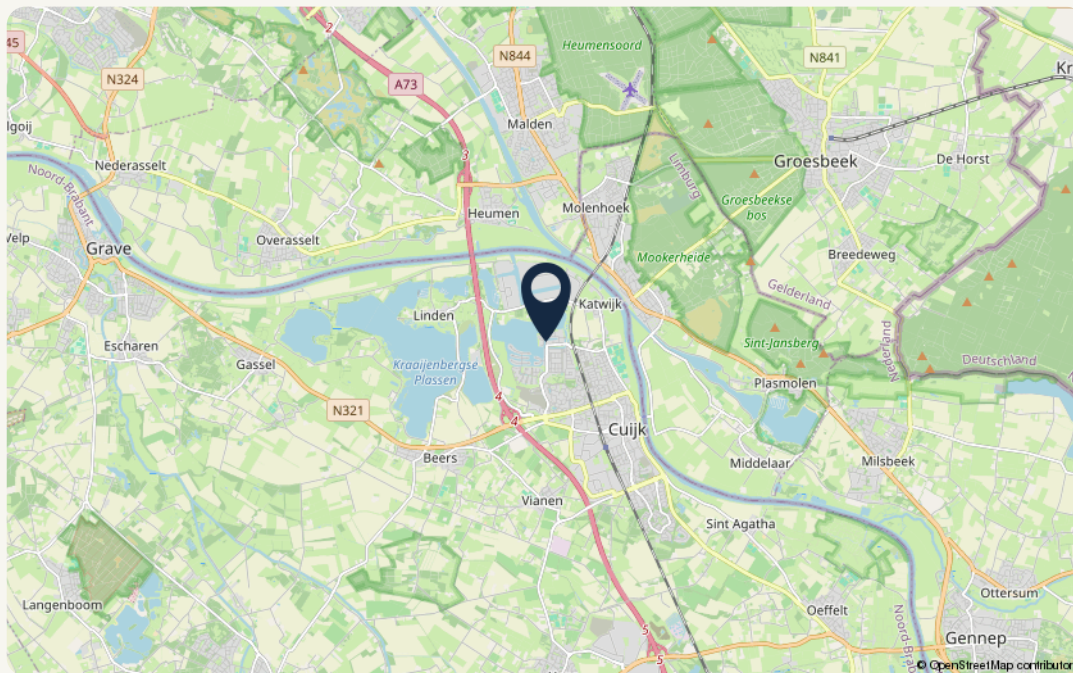 2
Heumensoord
N844
N841
45
N324
A73
Kr
lgoij
Malden
3
Limburg
Groesbeek
De Horst
Nederasselt
Noord-Brabant
Groesbeekse
bos
Heumen
Molenhoek
Overasselt
Velp
Grave
Mookerheide
Breedeweg
Gelderland
Katwijk
Linden
Nederland
Sint-Jansberg
Escharen
Deutschland
Gassel
Kraaijenbergse
Plassen
Plasmolen
4
N321
4
Cuijk
Beers
Middelaar
Milsbeek
Vianen
Sint Agatha
Langenboom
Oeffelt
Ottersum
Noord-Brab
5
5
Gennep
© OpenStreetMap contributor